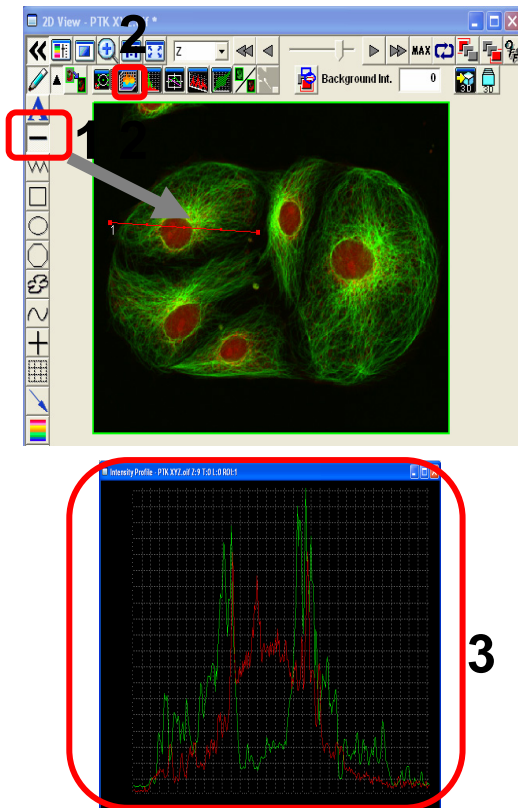 2D View - PTK XYZ *
2
Z
MAX
Background Int. 0
3D
3D
A
1 2
1
Intensity Profile - PTK XYZ.oif Z:9 T:0 L:0 ROI:1
3